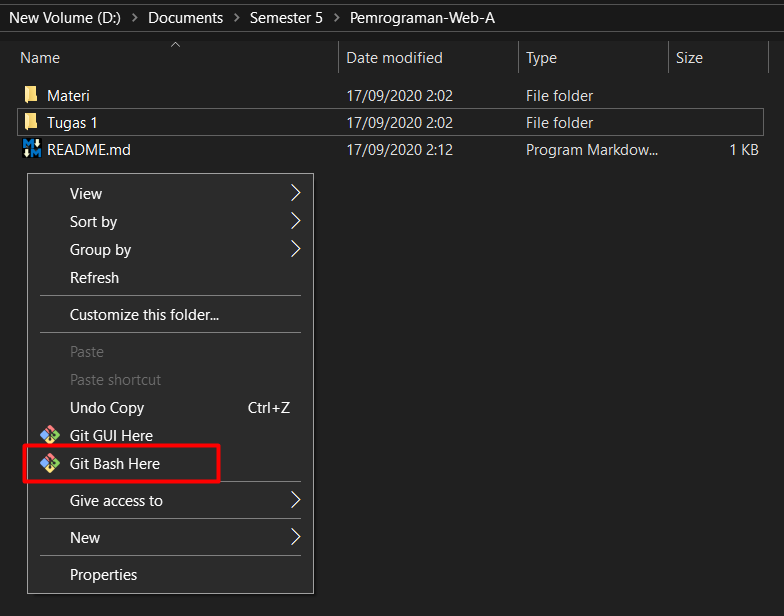 New Volume (D:) > Documents > Semester 5 > Pemrograman-Web-A
Name Date modified Type Size
Materi 17/09/2020 2:02 File folder
Tugas 1 17/09/2020 2:02 File folder
README.md 17/09/2020 2:12 Program Markdow... 1 KB
View
Sort by
Group by
Refresh
Customize this folder...
Paste
Paste shortcut
Undo Copy Ctrl+Z
Git GUI Here
Git Bash Here
Give access to
New
Properties